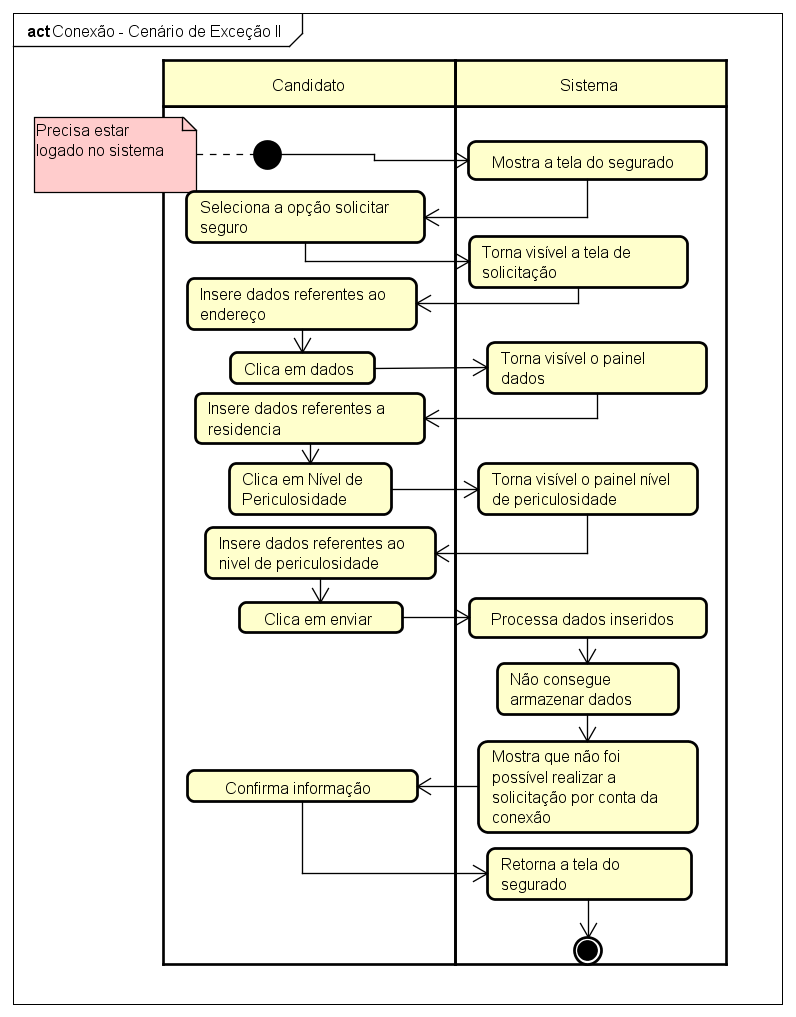 act Conexão - Cenário de Exceção II
Candidato
Sistema
Precisa estar
logado no sistema
Mostra a tela do segurado
Seleciona a opção solicitar
seguro
Torna visível a tela de
solicitação
Insere dados referentes ao
endereço
Clica em dados
Torna visível o painel
dados
Insere dados referentes a
residencia
Clica em Nível de
Periculosidade
Torna visível o painel nível
de periculosidade
Insere dados referentes ao
nivel de periculosidade
Clica em enviar
Processa dados inseridos
Não consegue
armazenar dados
Mostra que não foi
possível realizar a
solicitação por conta da
conexão
Confirma informação
Retorna a tela do
segurado